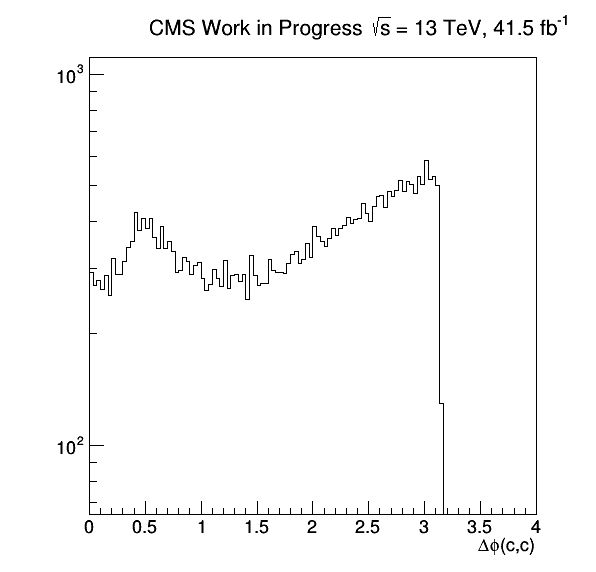 CMS Work in Progress √s = 13 TeV, 41.5 fb⁻¹
10³
10²
0 0.5 1 1.5 2 2.5 3 3.5 4
Δϕ(c,c)